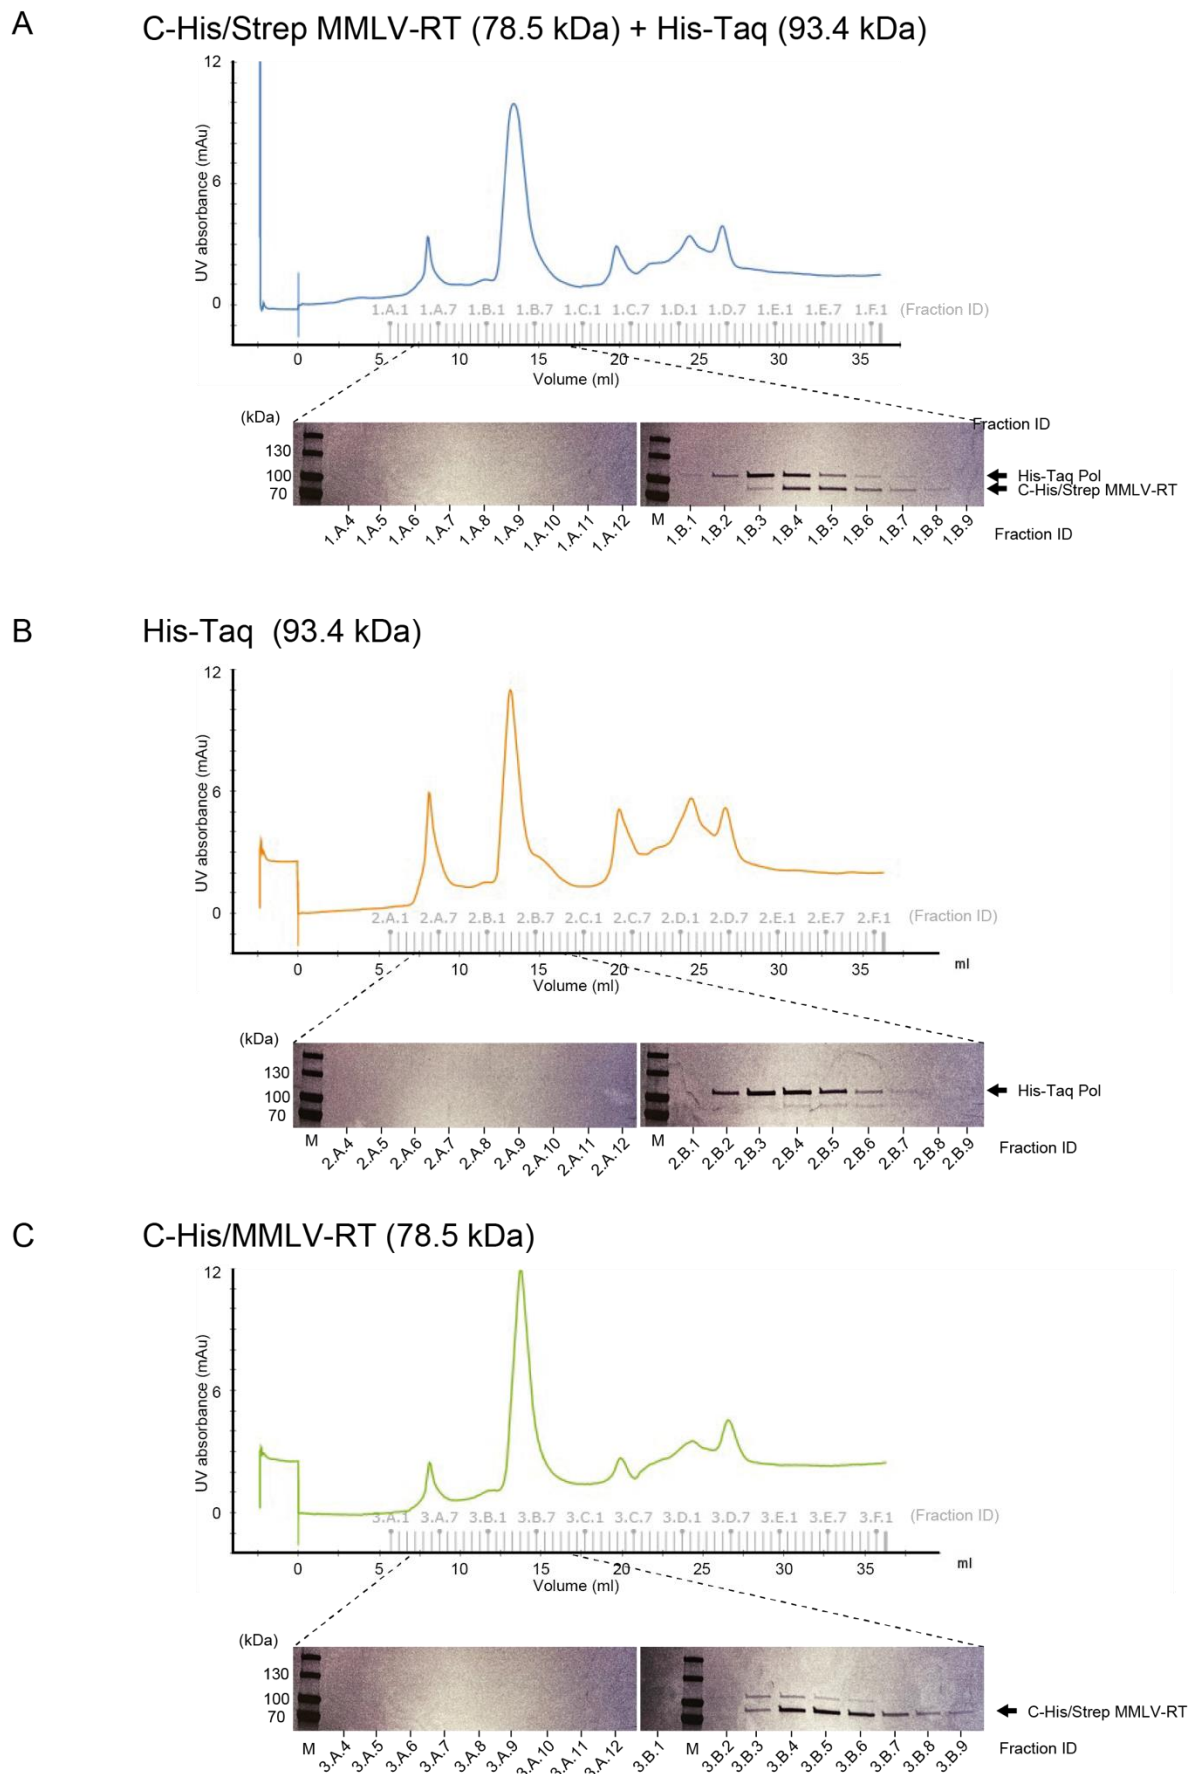 A
C-His/Strep MMLV-RT (78.5 kDa) + His-Taq (93.4 kDa)
12
6
0
UV absorbance (mAu)
1.A.1 1.A.7 1.B.1 1.B.7 1.C.1 1.C.7 1.D.1 1.D.7 1.E.1 1.E.7 1.F.1 (Fraction ID)
0 5 10 15 20 25 30 35
Volume (ml)
(kDa)
Fraction ID
130
100
70
His-Taq Pol
C-His/Strep MMLV-RT
1.A.4 1.A.5 1.A.6 1.A.7 1.A.8 1.A.9 1.A.10 1.A.11 1.A.12 M 1.B.1 1.B.2 1.B.3 1.B.4 1.B.5 1.B.6 1.B.7 1.B.8 1.B.9
Fraction ID
B
His-Taq (93.4 kDa)
12
6
0
UV absorbance (mAu)
2.A.1 2.A.7 2.B.1 2.B.7 2.C.1 2.C.7 2.D.1 2.D.7 2.E.1 2.E.7 2.F.1 (Fraction ID)
0 5 10 15 20 25 30 35 ml
Volume (ml)
(kDa)
130
100
70
His-Taq Pol
M 2.A.4 2.A.5 2.A.6 2.A.7 2.A.8 2.A.9 2.A.10 2.A.11 2.A.12 M 2.B.1 2.B.2 2.B.3 2.B.4 2.B.5 2.B.6 2.B.7 2.B.8 2.B.9
Fraction ID
C
C-His/MMLV-RT (78.5 kDa)
12
6
0
UV absorbance (mAu)
3.A.1 3.A.7 3.B.1 3.B.7 3.C.1 3.C.7 3.D.1 3.D.7 3.E.1 3.E.7 3.F.1 (Fraction ID)
0 5 10 15 20 25 30 35 ml
Volume (ml)
(kDa)
130
100
70
C-His/Strep MMLV-RT
M 3.A.4 3.A.5 3.A.6 3.A.7 3.A.8 3.A.9 3.A.10 3.A.11 3.A.12 3.B.1 M 3.B.2 3.B.3 3.B.4 3.B.5 3.B.6 3.B.7 3.B.8 3.B.9
Fraction ID